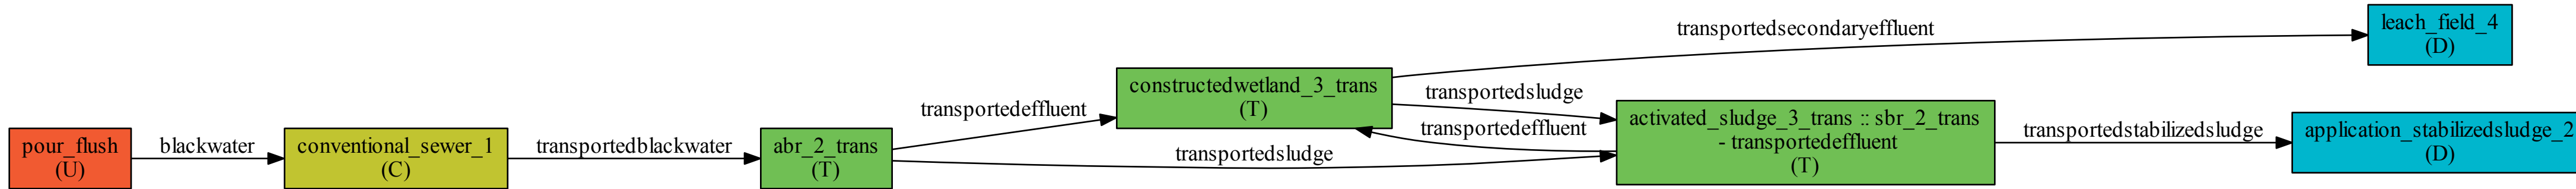 pour_flush
(U)
blackwater
conventional_sewer_1
(C)
transportedblackwater
abr_2_trans
(T)
transportedeffluent
transportedsludge
constructedwetland_3_trans
(T)
transportedsecondaryeffluent
transportedsludge
transportedeffluent
activated_sludge_3_trans :: sbr_2_trans
- transportedeffluent
(T)
transportedstabilizedsludge
leach_field_4
(D)
application_stabilizedsludge_2
(D)